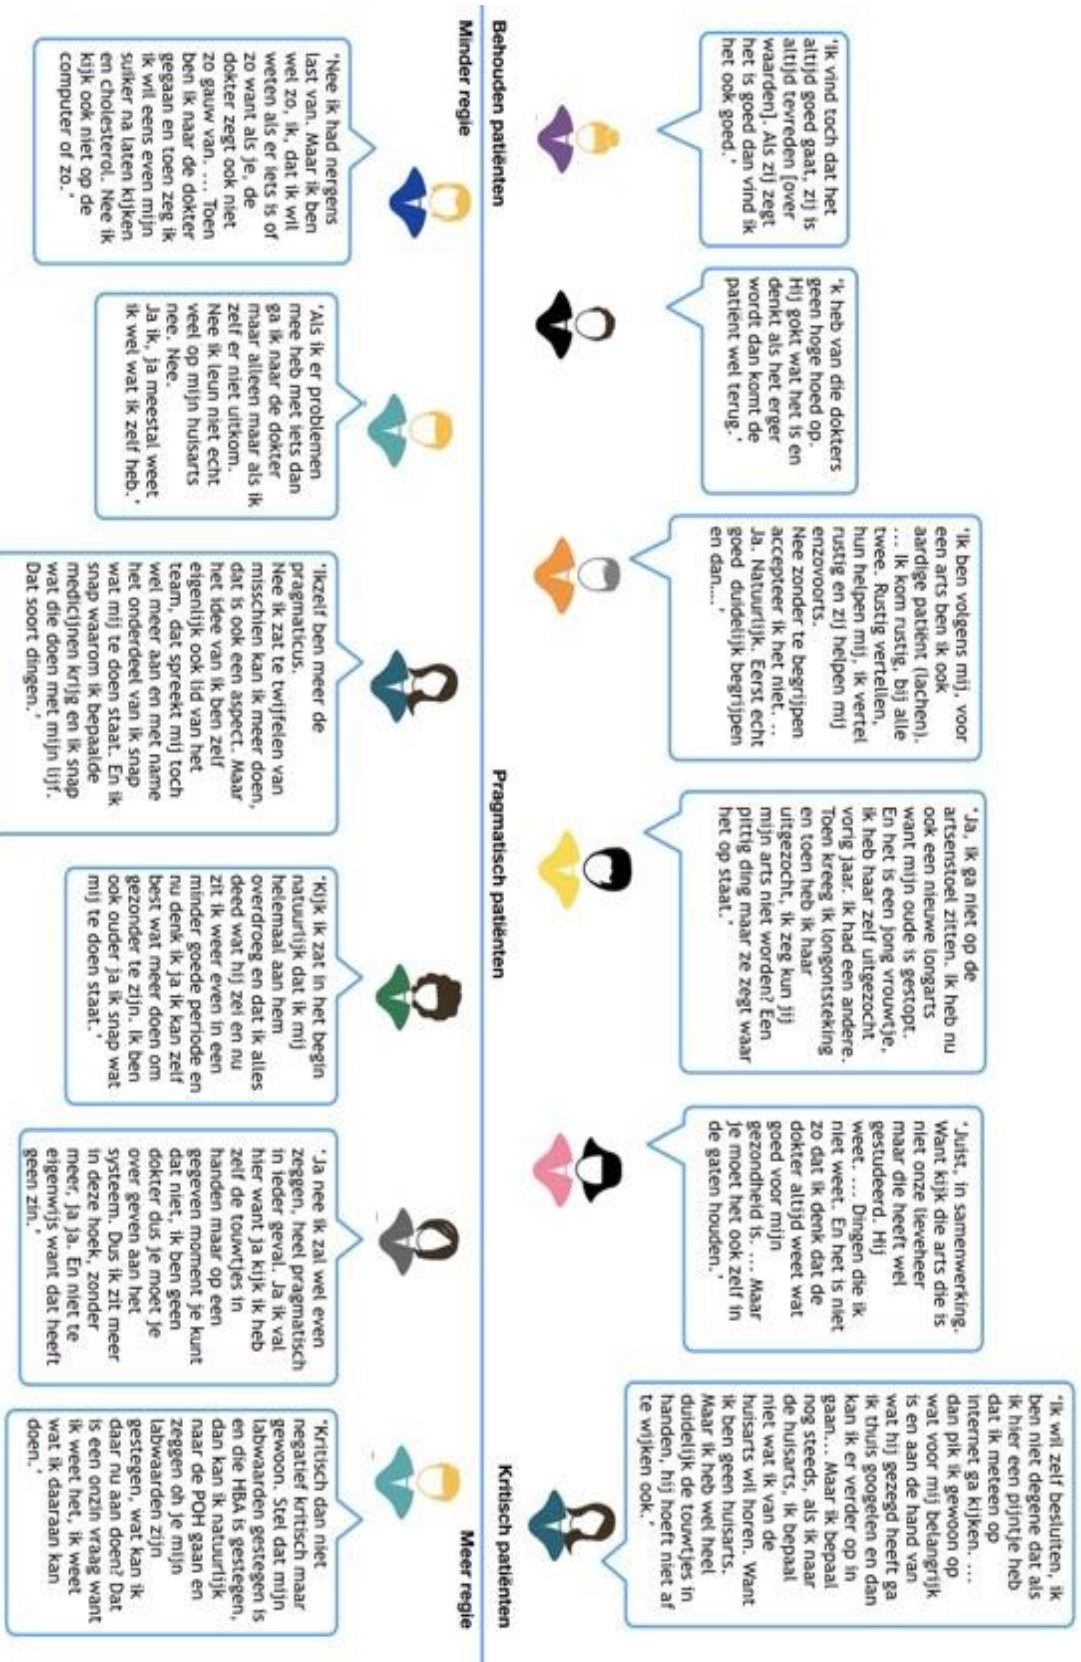 'Ik vind toch dat het
altijd goed gaat, zij is
altijd tevreden [over
waarden]. Als zij zegt
het is goed dan vind ik
het ook goed.'
'k heb van die dokters
geen hoge hoed op.
Hij gokt wat het is en
denkt als het erger
wordt dan komt de
patiënt wel terug.'
'Ik ben volgens mij, voor
een arts ben ik ook
aardige patiënt (lachen).
... Ik kom rustig, bij alle
twee. Rustig vertellen,
hun helpen mij, ik vertel
rustig en zij helpen mij
enzovoorts.
Nee zonder te begrijpen
accepteer ik het niet. ..
Ja. Natuurlijk. Eerst echt
goed duidelijk begrijpen
en dan....'
'Ja, ik ga niet op de
artsenstoel zitten. Ik heb nu
ook een nieuwe longarts
want mijn oude is gestopt.
En het is een jong vrouwtje,
ik heb haar zelf uitgezocht
vorig jaar. Ik had een andere.
Toen kreeg ik longontsteking
en toen heb ik haar
uitgezocht, ik zeg kun jij
mijn arts niet worden? Een
pittig ding maar ze zegt waar
het op staat.'
'Juist, in samenwerking.
Want kijk die arts die is
niet onze lieveheer
maar die heeft wel
gestudeerd. Hij
weet. ... Dingen die ik
niet weet. En het is niet
zo dat ik denk dat de
dokter altijd weet wat
goed voor mijn
gezondheid is. ... Maar
je moet het ook zelf in
de gaten houden.'
'Ik wil zelf besluiten, ik
ben niet degene dat als
ik hier een pijntje heb
dat ik meteen op
internet ga kijken. ...
dan pik ik gewoon op
wat voor mij belangrijk
is en aan de hand van
wat hij gezegd heeft ga
ik thuis googelen en dan
kan ik er verder op in
gaan... Maar ik bepaal
nog steeds, als ik naar
de huisarts, ik bepaal
niet wat ik van de
huisarts wil horen. Want
ik ben geen huisarts.
Maar ik heb wel heel
duidelijk de touwtjes in
handen, hij hoeft niet af
te wijken ook.'
Behouden patiënten
Pragmatisch patiënten
Kritisch patiënten
Minder regie
Meer regie
'Nee ik had nergens
last van. Maar ik ben
wel zo, ik, dat ik wil
weten als er iets is of
zo want als je, de
dokter zegt ook niet
zo gauw van. ... Toen
ben ik naar de dokter
gegaan en toen zeg ik
ik wil eens even mijn
suiker na laten kijken
en cholesterol. Nee ik
kijk ook niet op de
computer of zo.'
'Als ik er problemen
mee heb met iets dan
ga ik naar de dokter
maar alleen maar als ik
zelf er niet uitkom.
Nee ik leun niet echt
veel op mijn huisarts
nee. Nee.
Ja ik, ja meestal weet
ik wel wat ik zelf heb.'
'Ikzelf ben meer de
pragmaticus.
Nee ik zat te twijfelen van
misschien kan ik meer doen,
dat is ook een aspect. Maar
het idee van ik ben zelf
eigenlijk ook lid van het
team, dat spreekt mij toch
wel meer aan en met name
het onderdeel van ik snap
wat mij te doen staat. En ik
snap waarom ik bepaalde
medicijnen krijg en ik snap
wat die doen met mijn lijf.
Dat soort dingen.'
'Kijk ik zat in het begin
natuurlijk dat ik mij
helemaal aan hem
overdroeg en dat ik alles
deed wat hij zei en nu
zit ik weer even in een
minder goede periode en
nu denk ik ja ik kan zelf
best wat meer doen om
gezonder te zijn. Ik ben
ook ouder ja ik snap wat
mij te doen staat.'
'Ja nee ik zal wel even
zeggen, heel pragmatisch
in ieder geval. Ja ik val
hier want ja kijk ik heb
zelf de touwtjes in
handen maar op een
gegeven moment je kunt
dat niet, ik ben geen
dokter dus je moet je
over geven aan het
systeem. Dus ik zit meer
in deze hoek, zonder
meer, ja ja. En niet te
eigenwijs want dat heeft
geen zin.'
'Kritisch dan niet
negatief kritisch maar
gewoon. Stel dat mijn
labwaarden gestegen is
en die HBA is gestegen,
dan kan ik natuurlijk
naar de POH gaan en
zeggen oh je mijn
labwaarden zijn
gestegen, wat kan ik
daar nu aan doen? Dat
is een onzin vraag want
ik weet het, ik weet
wat ik daaraan kan
doen.'